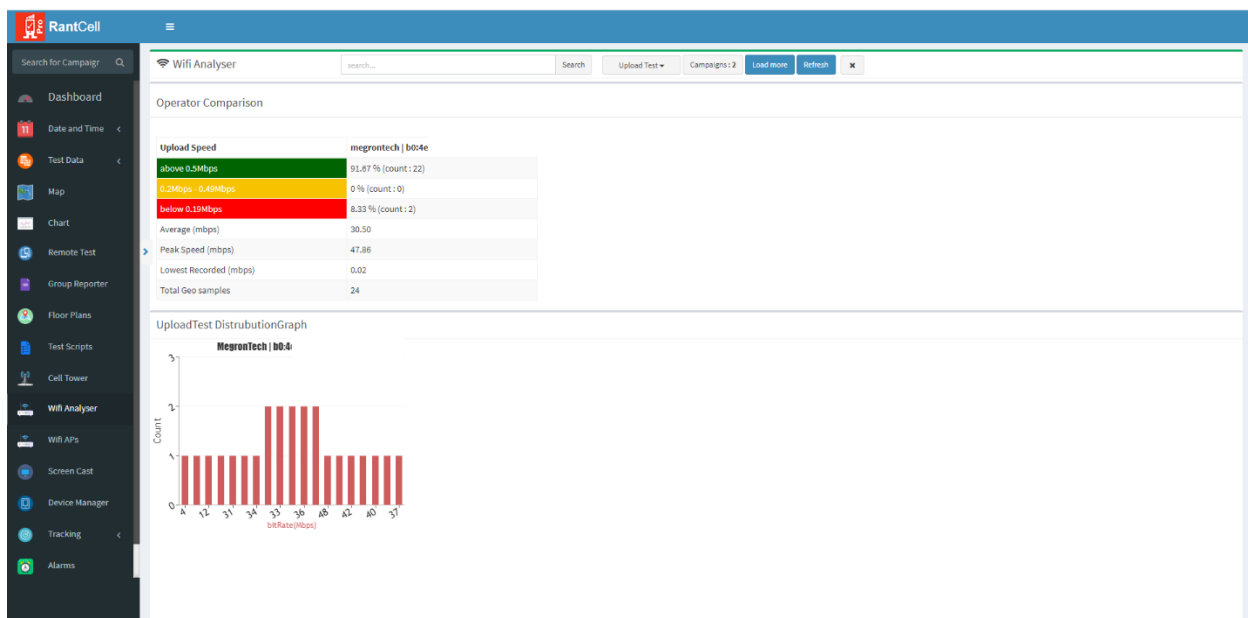 Pro RantCell
Search for Campaigr
Wifi Analyser search... Search Upload Test Campaigns : 2 Load more Refresh
Dashboard
11 Date and Time
Test Data
Map
Chart
Remote Test
Group Reporter
Floor Plans
Test Scripts
Cell Tower
Wifi Analyser
Wifi APs
Screen Cast
Device Manager
Tracking
Alarms
Operator Comparison
Upload Speed megrontech | b0:4e
above 0.5Mbps 91.67 % (count : 22)
0.2Mbps - 0.49Mbps 0 % (count : 0)
below 0.19Mbps 8.33 % (count : 2)
Average (mbps) 30.50
Peak Speed (mbps) 47.86
Lowest Recorded (mbps) 0.02
Total Geo samples 24
UploadTest DistrubutionGraph
MegronTech | b0:4
3
2
1
0
Count
4 12 31 34 33 36 48 42 40 37
bitRate(Mbps)